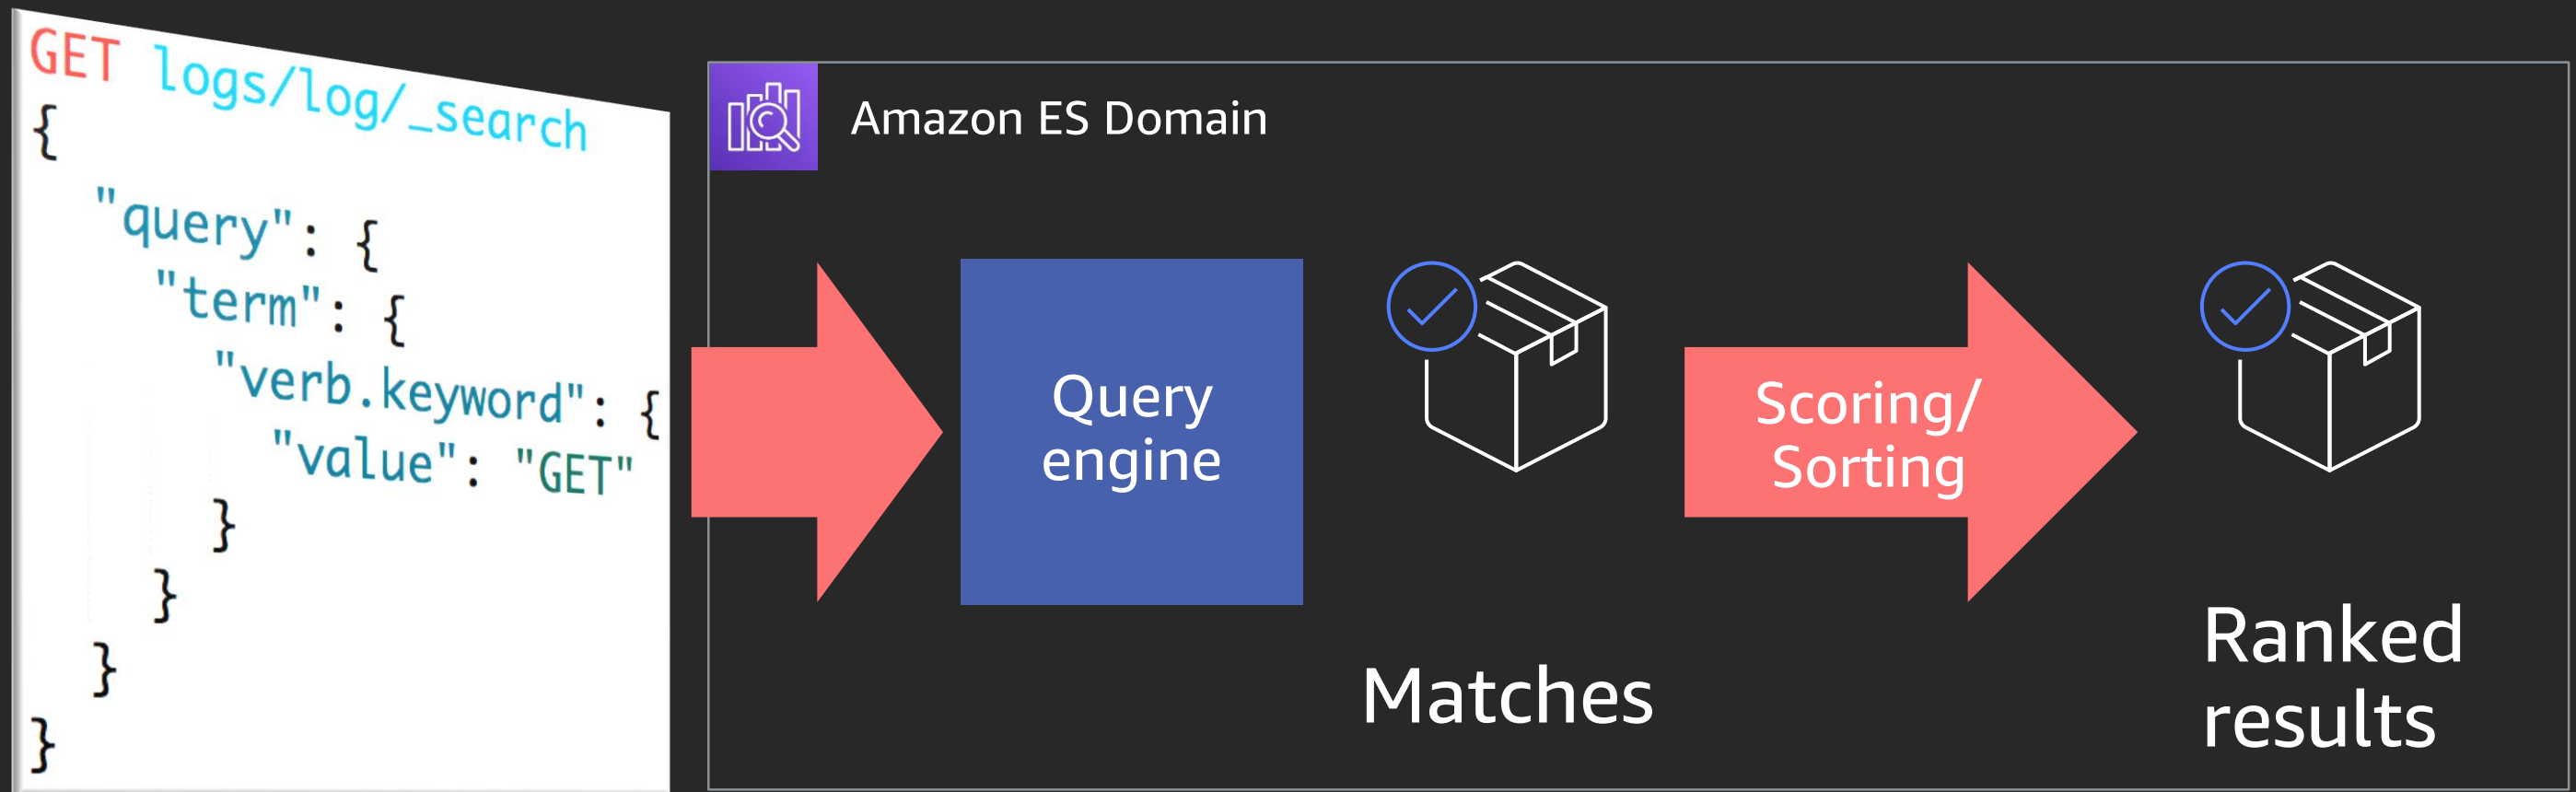 GET logs/log/_search
{
"query": {
"term": {
"verb.keyword": {
"value": "GET"
}
}
}
}
Amazon ES Domain
Query
engine
Matches
Scoring/
Sorting
Ranked
results